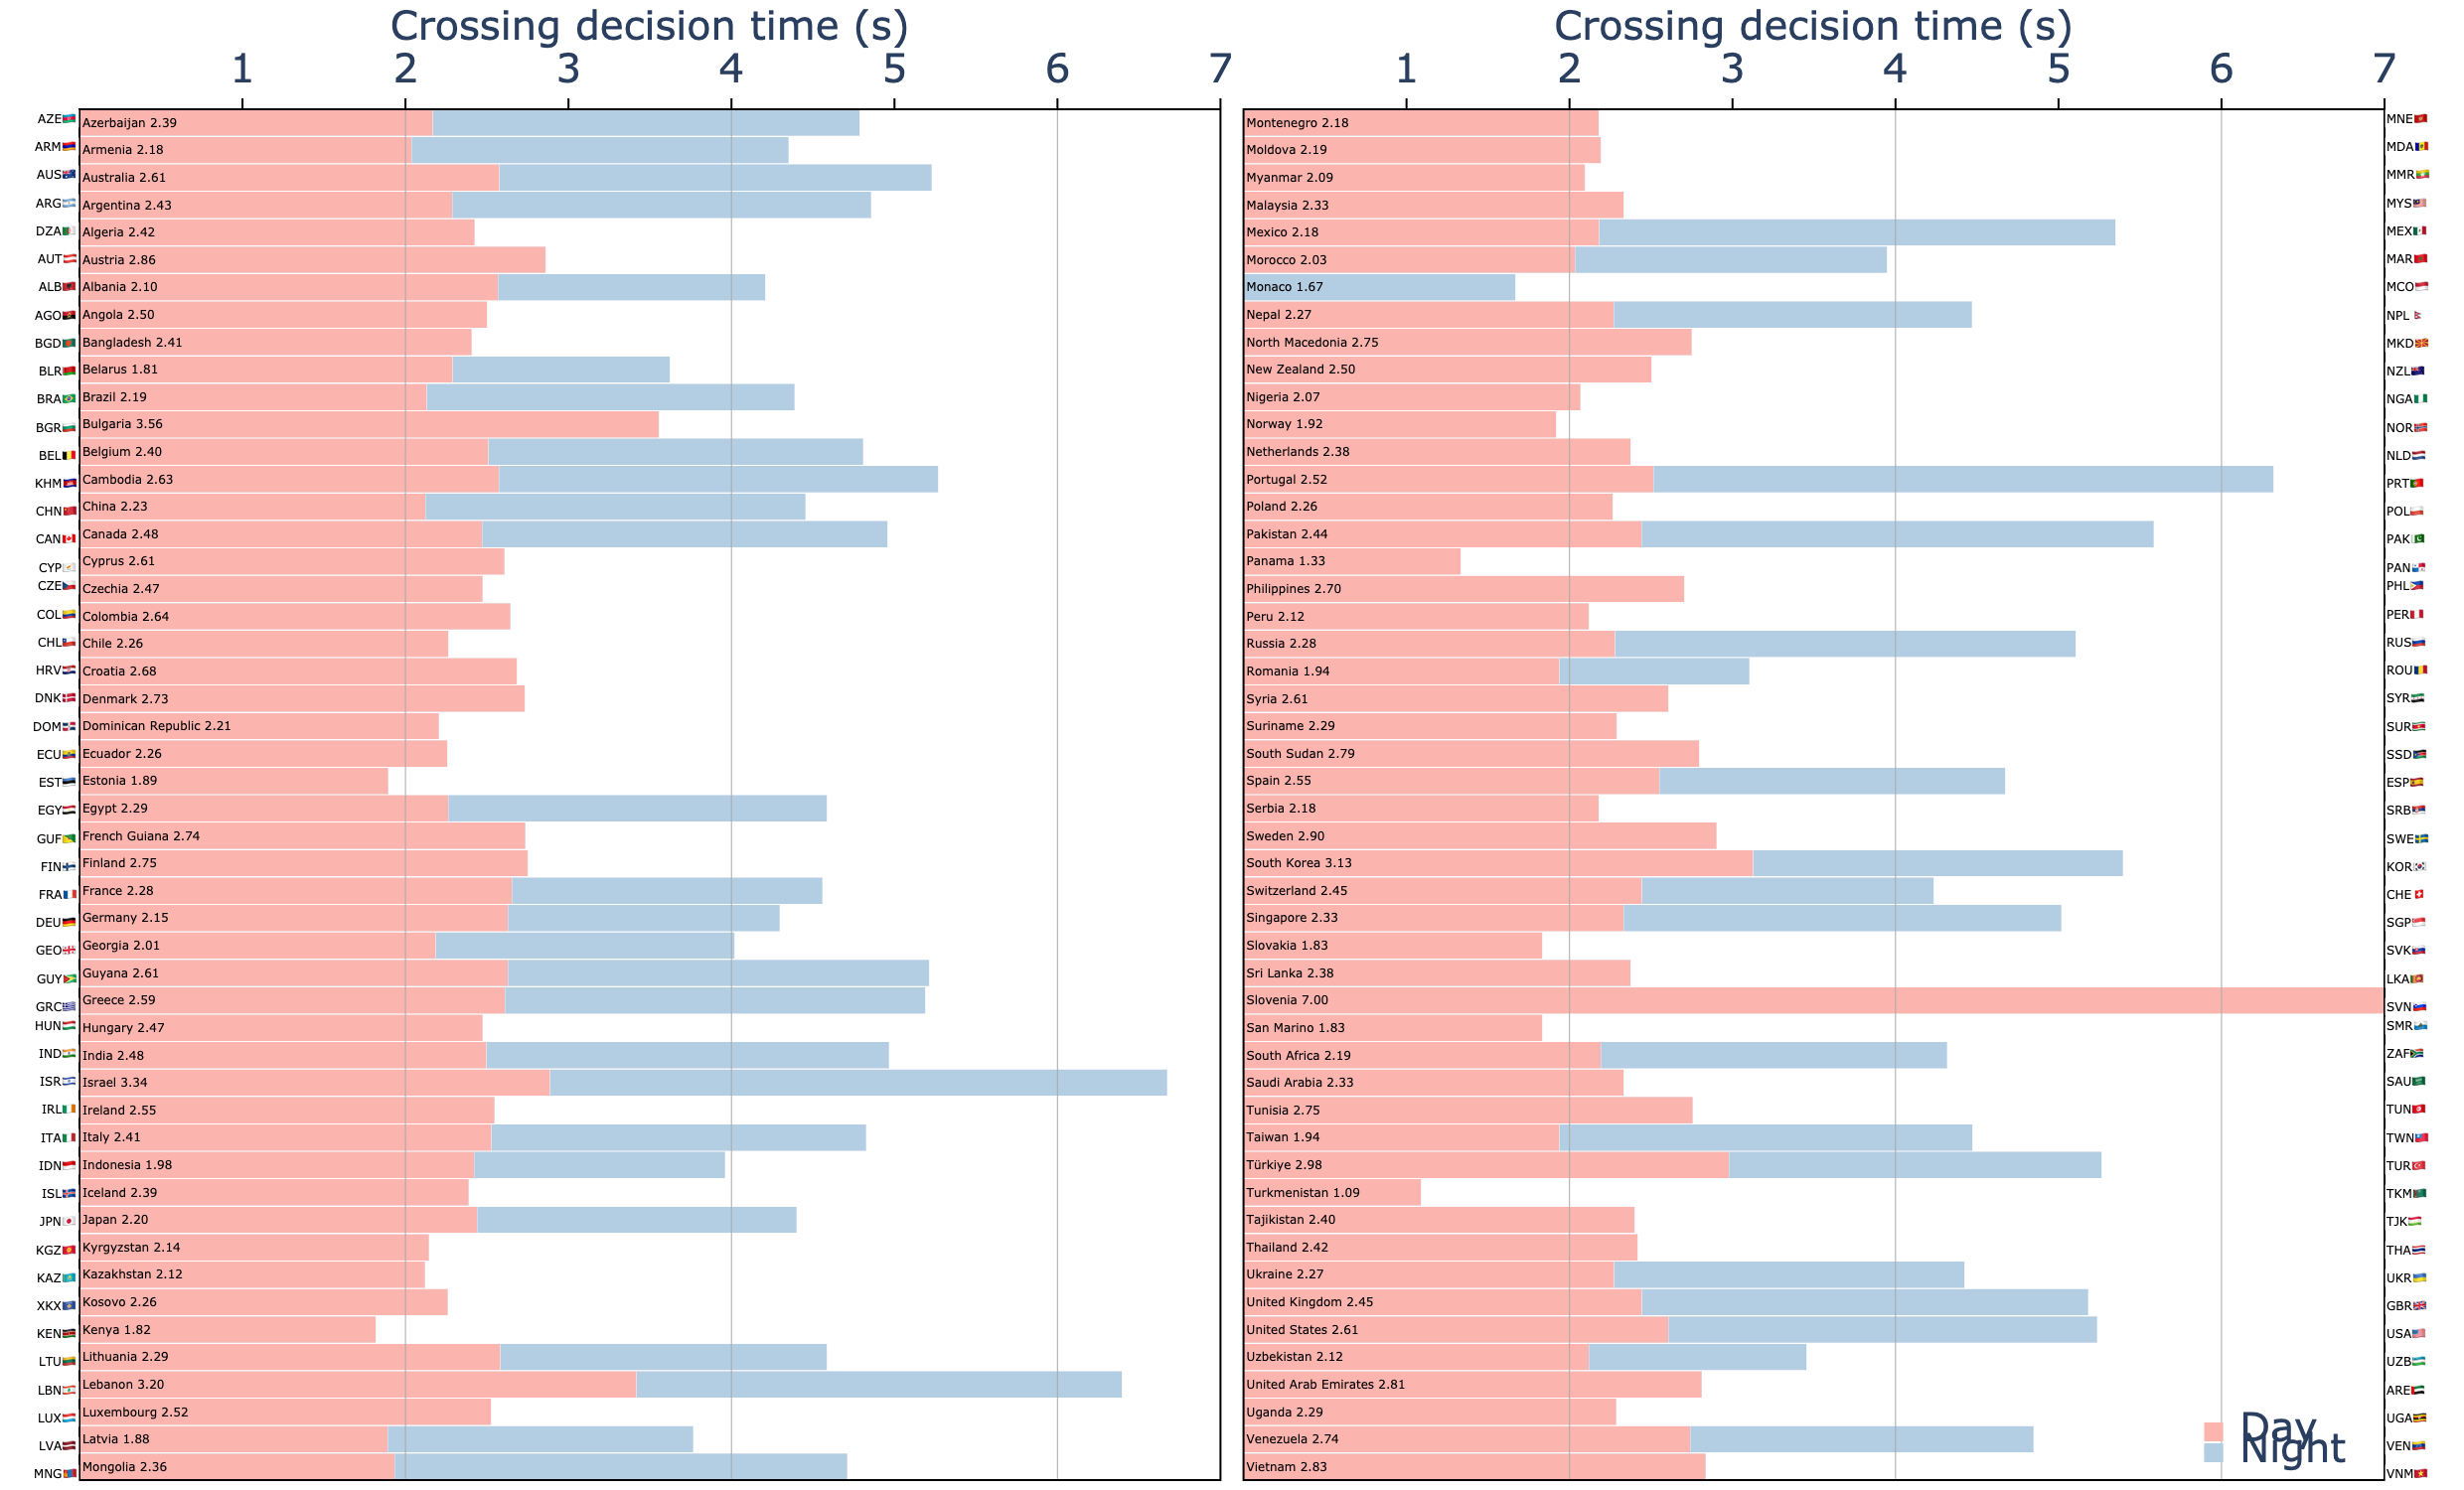 Crossing decision time (s)
1 2 3 4 5 6 7
AZE Azerbaijan 2.39
ARM Armenia 2.18
AUS Australia 2.61
ARG Argentina 2.43
DZA Algeria 2.42
AUT Austria 2.86
ALB Albania 2.10
AGO Angola 2.50
BGD Bangladesh 2.41
BLR Belarus 1.81
BRA Brazil 2.19
BGR Bulgaria 3.56
BEL Belgium 2.40
KHM Cambodia 2.63
CHN China 2.23
CAN Canada 2.48
CYP Cyprus 2.61
CZE Czechia 2.47
COL Colombia 2.64
CHL Chile 2.26
HRV Croatia 2.68
DNK Denmark 2.73
DOM Dominican Republic 2.21
ECU Ecuador 2.26
EST Estonia 1.89
EGY Egypt 2.29
GUF French Guiana 2.74
FIN Finland 2.75
FRA France 2.28
DEU Germany 2.15
GEO Georgia 2.01
GUY Guyana 2.61
GRC Greece 2.59
HUN Hungary 2.47
IND India 2.48
ISR Israel 3.34
IRL Ireland 2.55
ITA Italy 2.41
IDN Indonesia 1.98
ISL Iceland 2.39
JPN Japan 2.20
KGZ Kyrgyzstan 2.14
KAZ Kazakhstan 2.12
XKX Kosovo 2.26
KEN Kenya 1.82
LTU Lithuania 2.29
LBN Lebanon 3.20
LUX Luxembourg 2.52
LVA Latvia 1.88
MNG Mongolia 2.36
Crossing decision time (s)
1 2 3 4 5 6 7
Montenegro 2.18 MNE
Moldova 2.19 MDA
Myanmar 2.09 MMR
Malaysia 2.33 MYS
Mexico 2.18 MEX
Morocco 2.03 MAR
Monaco 1.67 MCO
Nepal 2.27 NPL
North Macedonia 2.75 MKD
New Zealand 2.50 NZL
Nigeria 2.07 NGA
Norway 1.92 NOR
Netherlands 2.38 NLD
Portugal 2.52 PRT
Poland 2.26 POL
Pakistan 2.44 PAK
Panama 1.33 PAN
Philippines 2.70 PHL
Peru 2.12 PER
Russia 2.28 RUS
Romania 1.94 ROU
Syria 2.61 SYR
Suriname 2.29 SUR
South Sudan 2.79 SSD
Spain 2.55 ESP
Serbia 2.18 SRB
Sweden 2.90 SWE
South Korea 3.13 KOR
Switzerland 2.45 CHE
Singapore 2.33 SGP
Slovakia 1.83 SVK
Sri Lanka 2.38 LKA
Slovenia 7.00 SVN
San Marino 1.83 SMR
South Africa 2.19 ZAF
Saudi Arabia 2.33 SAU
Tunisia 2.75 TUN
Taiwan 1.94 TWN
Türkiye 2.98 TUR
Turkmenistan 1.09 TKM
Tajikistan 2.40 TJK
Thailand 2.42 THA
Ukraine 2.27 UKR
United Kingdom 2.45 GBR
United States 2.61 USA
Uzbekistan 2.12 UZB
United Arab Emirates 2.81 ARE
Uganda 2.29 UGA
Venezuela 2.74 VEN
Vietnam 2.83 VNM
Day
Night